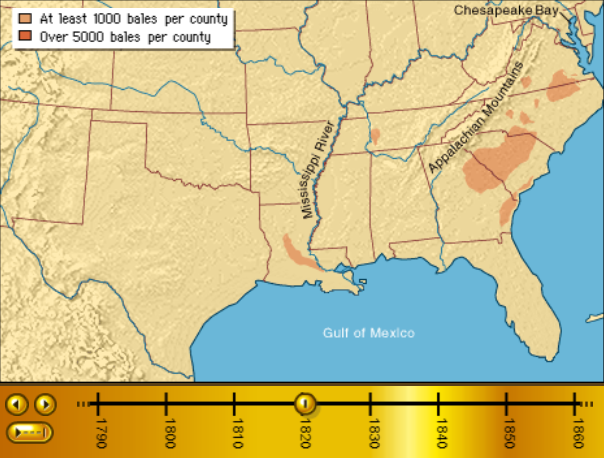 At least 1000 bales per county
Over 5000 bales per county
Chesapeake Bay
Appalachian Mountains
Mississippi River
Gulf of Mexico
1790 1800 1810 1820 1830 1840 1850 1860